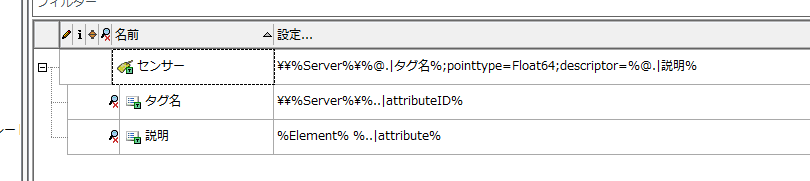 フィルター
名前 設定...
センサー ¥¥%Server%¥%@.|タグ名%;pointtype=Float64;descriptor=%@.|説明%
タグ名 ¥¥%Server%¥%..|attributeID%
説明 %Element% %..|attribute%